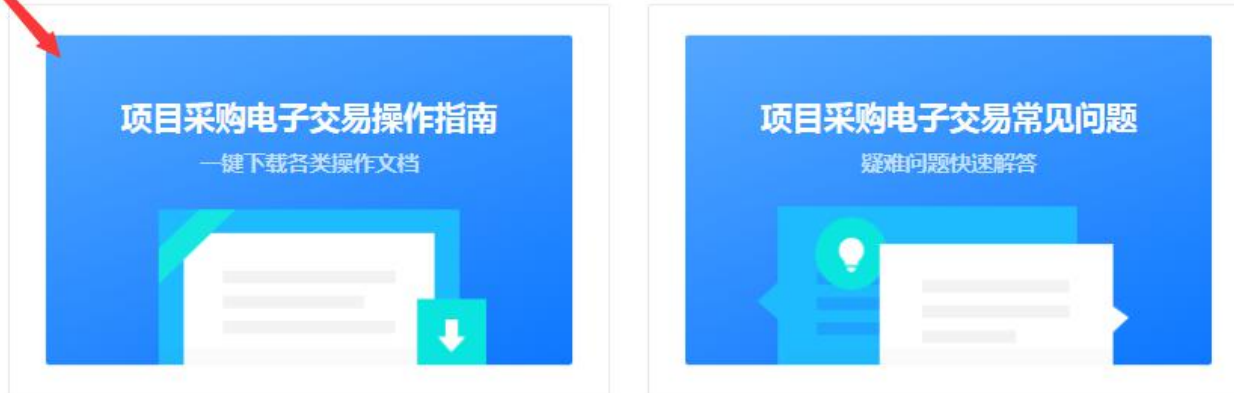 项目采购电子交易操作指南
一键下载各类操作文档
项目采购电子交易常见问题
疑难问题快速解答